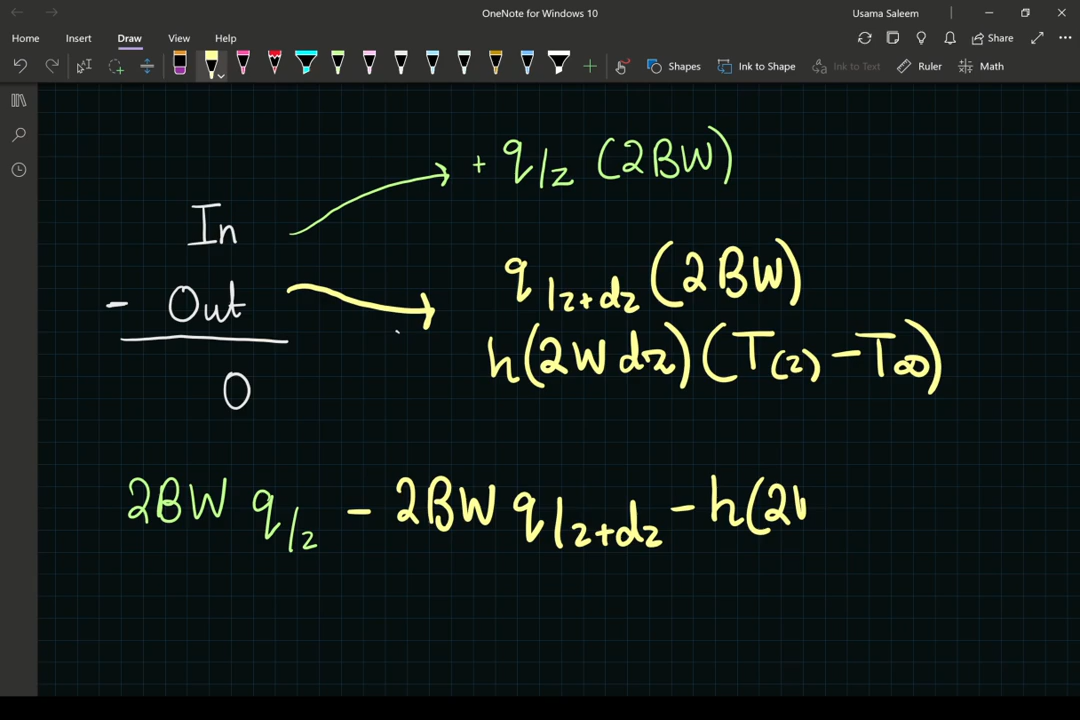 OneNote for Windows 10
Usama Saleem
Home Insert Draw View Help
Share
Shapes Ink to Shape Ink to Text Ruler Math
+ q|z (2BW)
In
q|z+dz (2BW)
- Out
h(2W dz)(T(z) - T∞)
0
2BW q|z - 2BW q|z+dz - h(2W